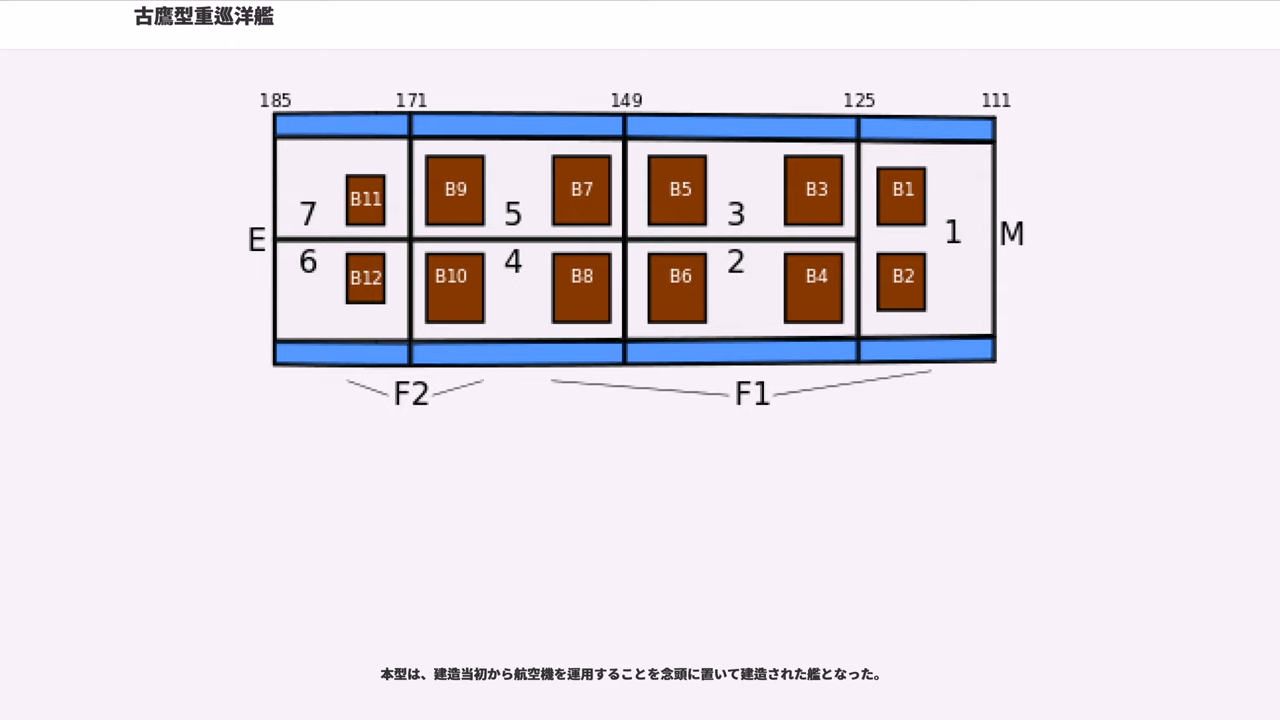 古鷹型重巡洋艦
185 171 149 125 111
B9 B7 B5 B3 B1
B11
7 5 3
1
E M
6 4 2
B12 B10 B8 B6 B4 B2
F2 F1
本型は、建造当初から航空機を運用することを念頭に置いて建造された艦となった。